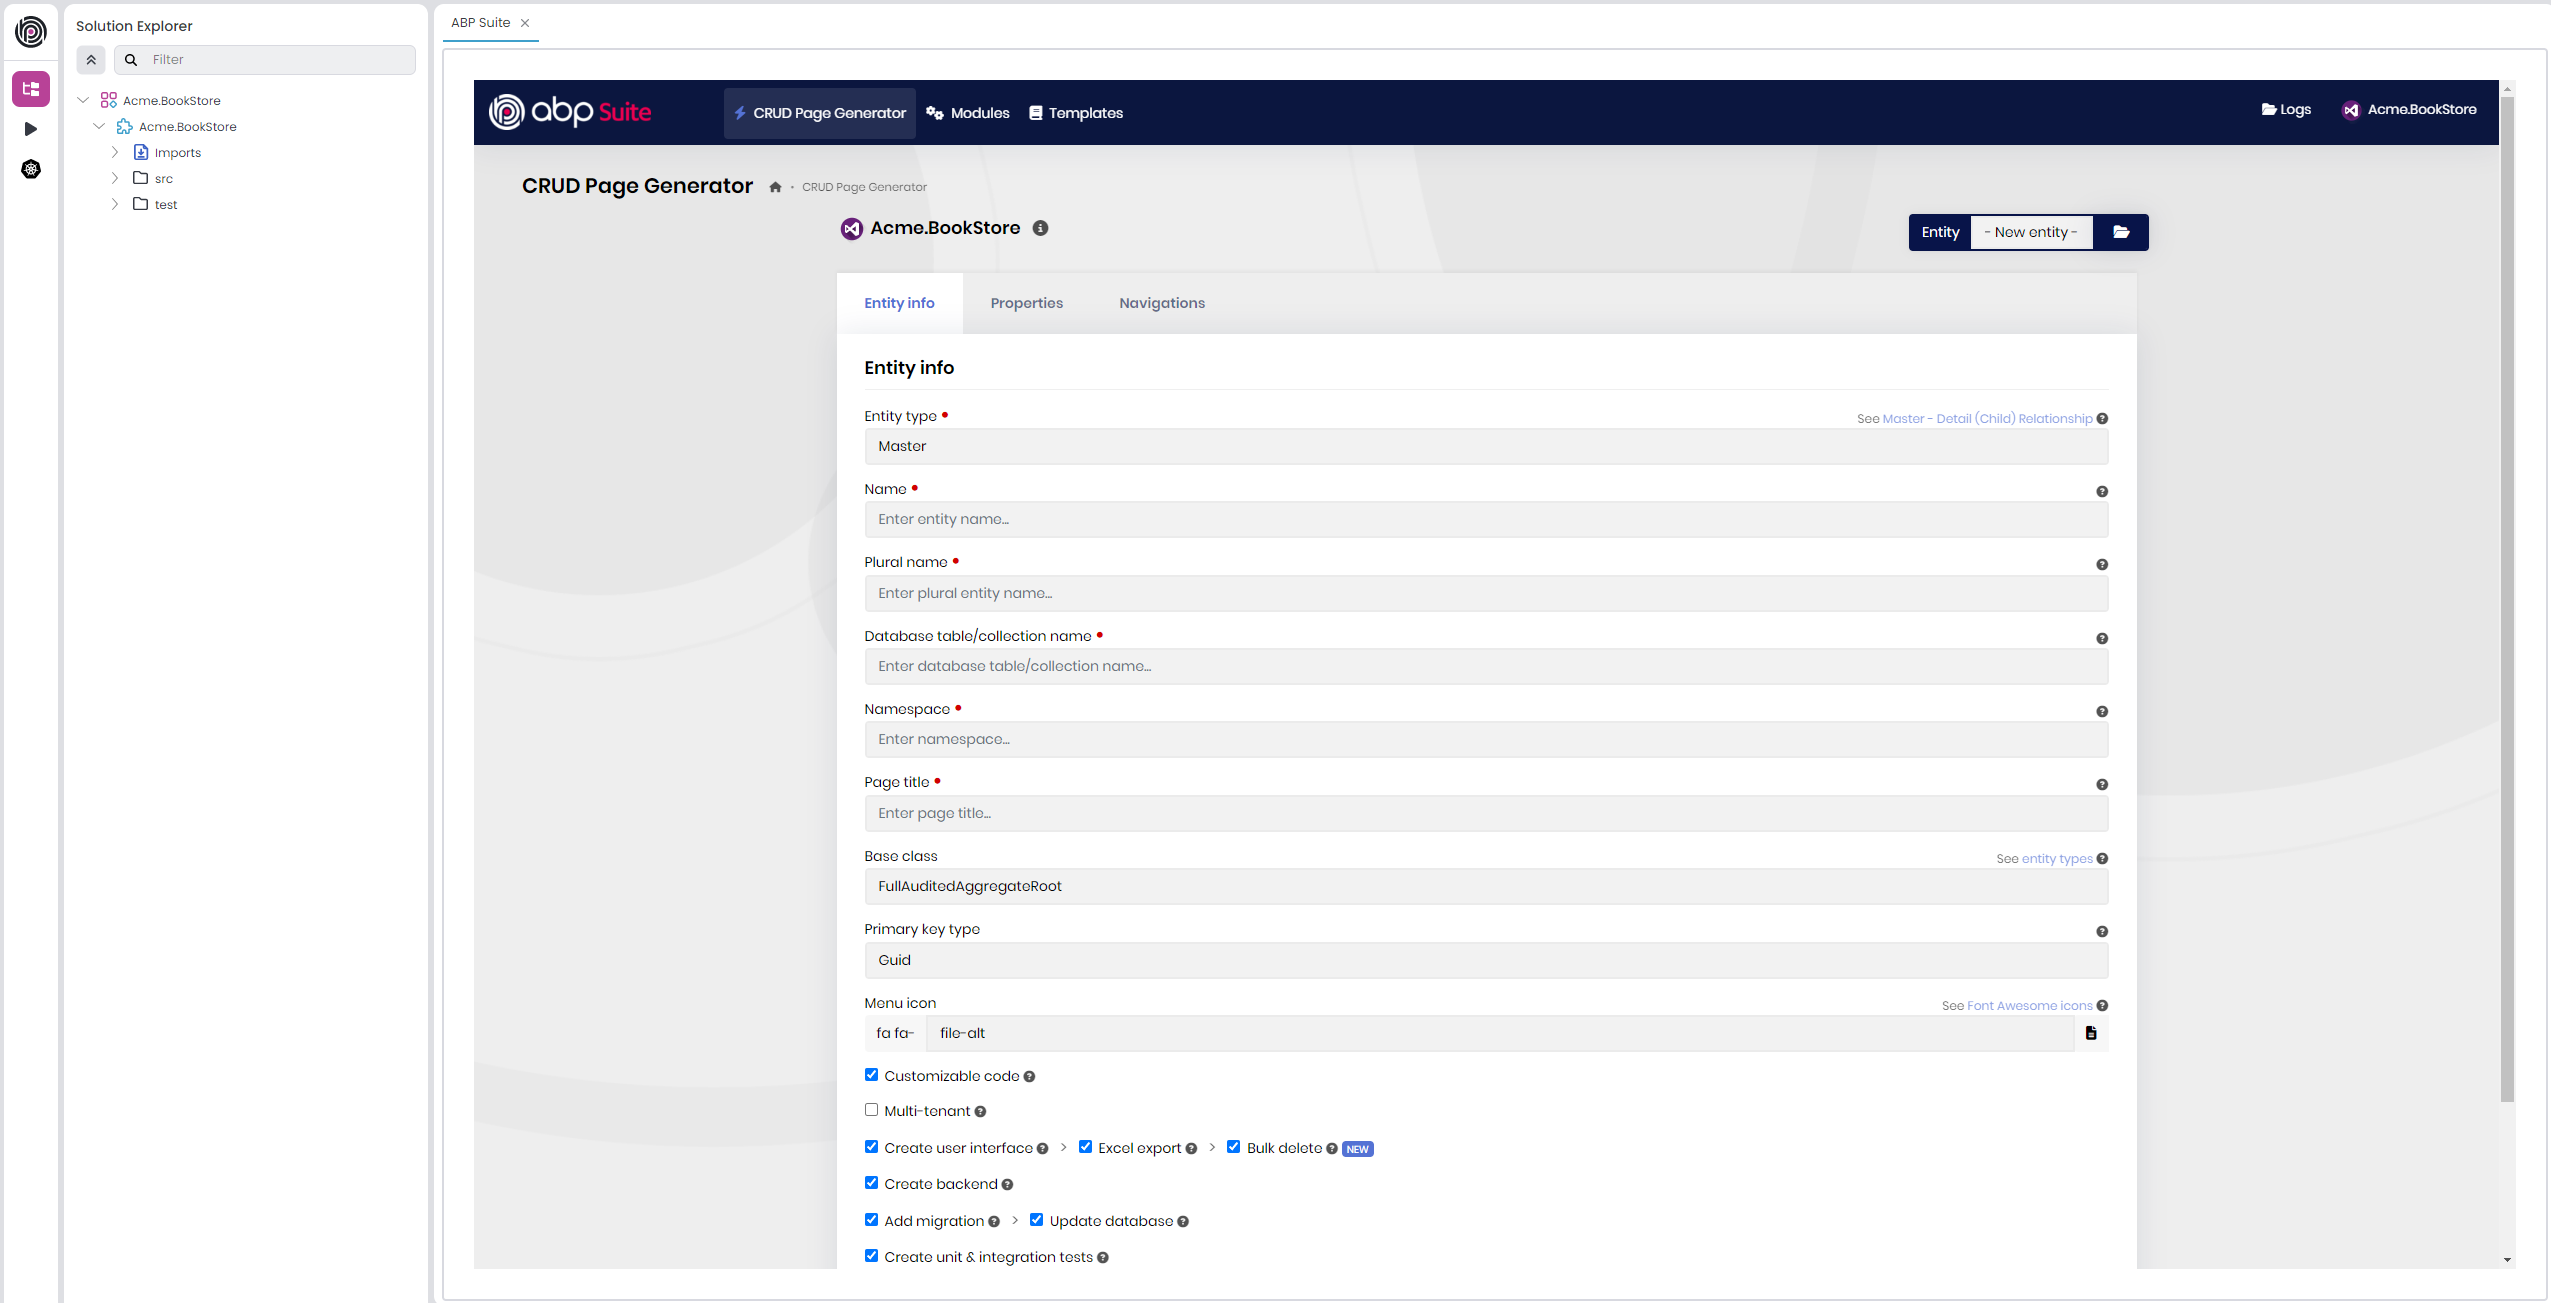 Solution Explorer
Filter
Acme.BookStore
Acme.BookStore
Imports
src
test
ABP Suite
abp Suite
CRUD Page Generator
Modules
Templates
Logs
Acme.BookStore
CRUD Page Generator
CRUD Page Generator
Acme.BookStore
Entity
- New entity -
Entity info
Properties
Navigations
Entity info
Entity type
See Master - Detail (Child) Relationship
Master
Name
Enter entity name...
Plural name
Enter plural entity name...
Database table/collection name
Enter database table/collection name...
Namespace
Enter namespace...
Page title
Enter page title...
Base class
See entity types
FullAuditedAggregateRoot
Primary key type
Guid
Menu icon
See Font Awesome icons
fa fa-
file-alt
Customizable code
Multi-tenant
Create user interface > Excel export > Bulk delete NEW
Create backend
Add migration > Update database
Create unit & integration tests